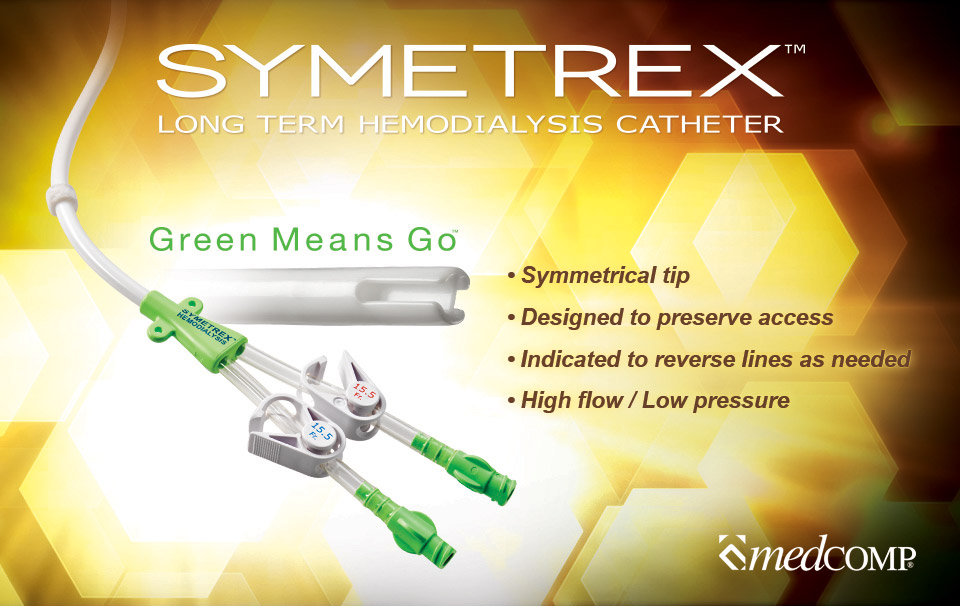 SYMETREX™
LONG TERM HEMODIALYSIS CATHETER
Green Means Go™
• Symmetrical tip
• Designed to preserve access
• Indicated to reverse lines as needed
• High flow / Low pressure
SYMETREX™
HEMODIALYSIS
15.5
Fr.
15.5
Fr.
medCOMP®